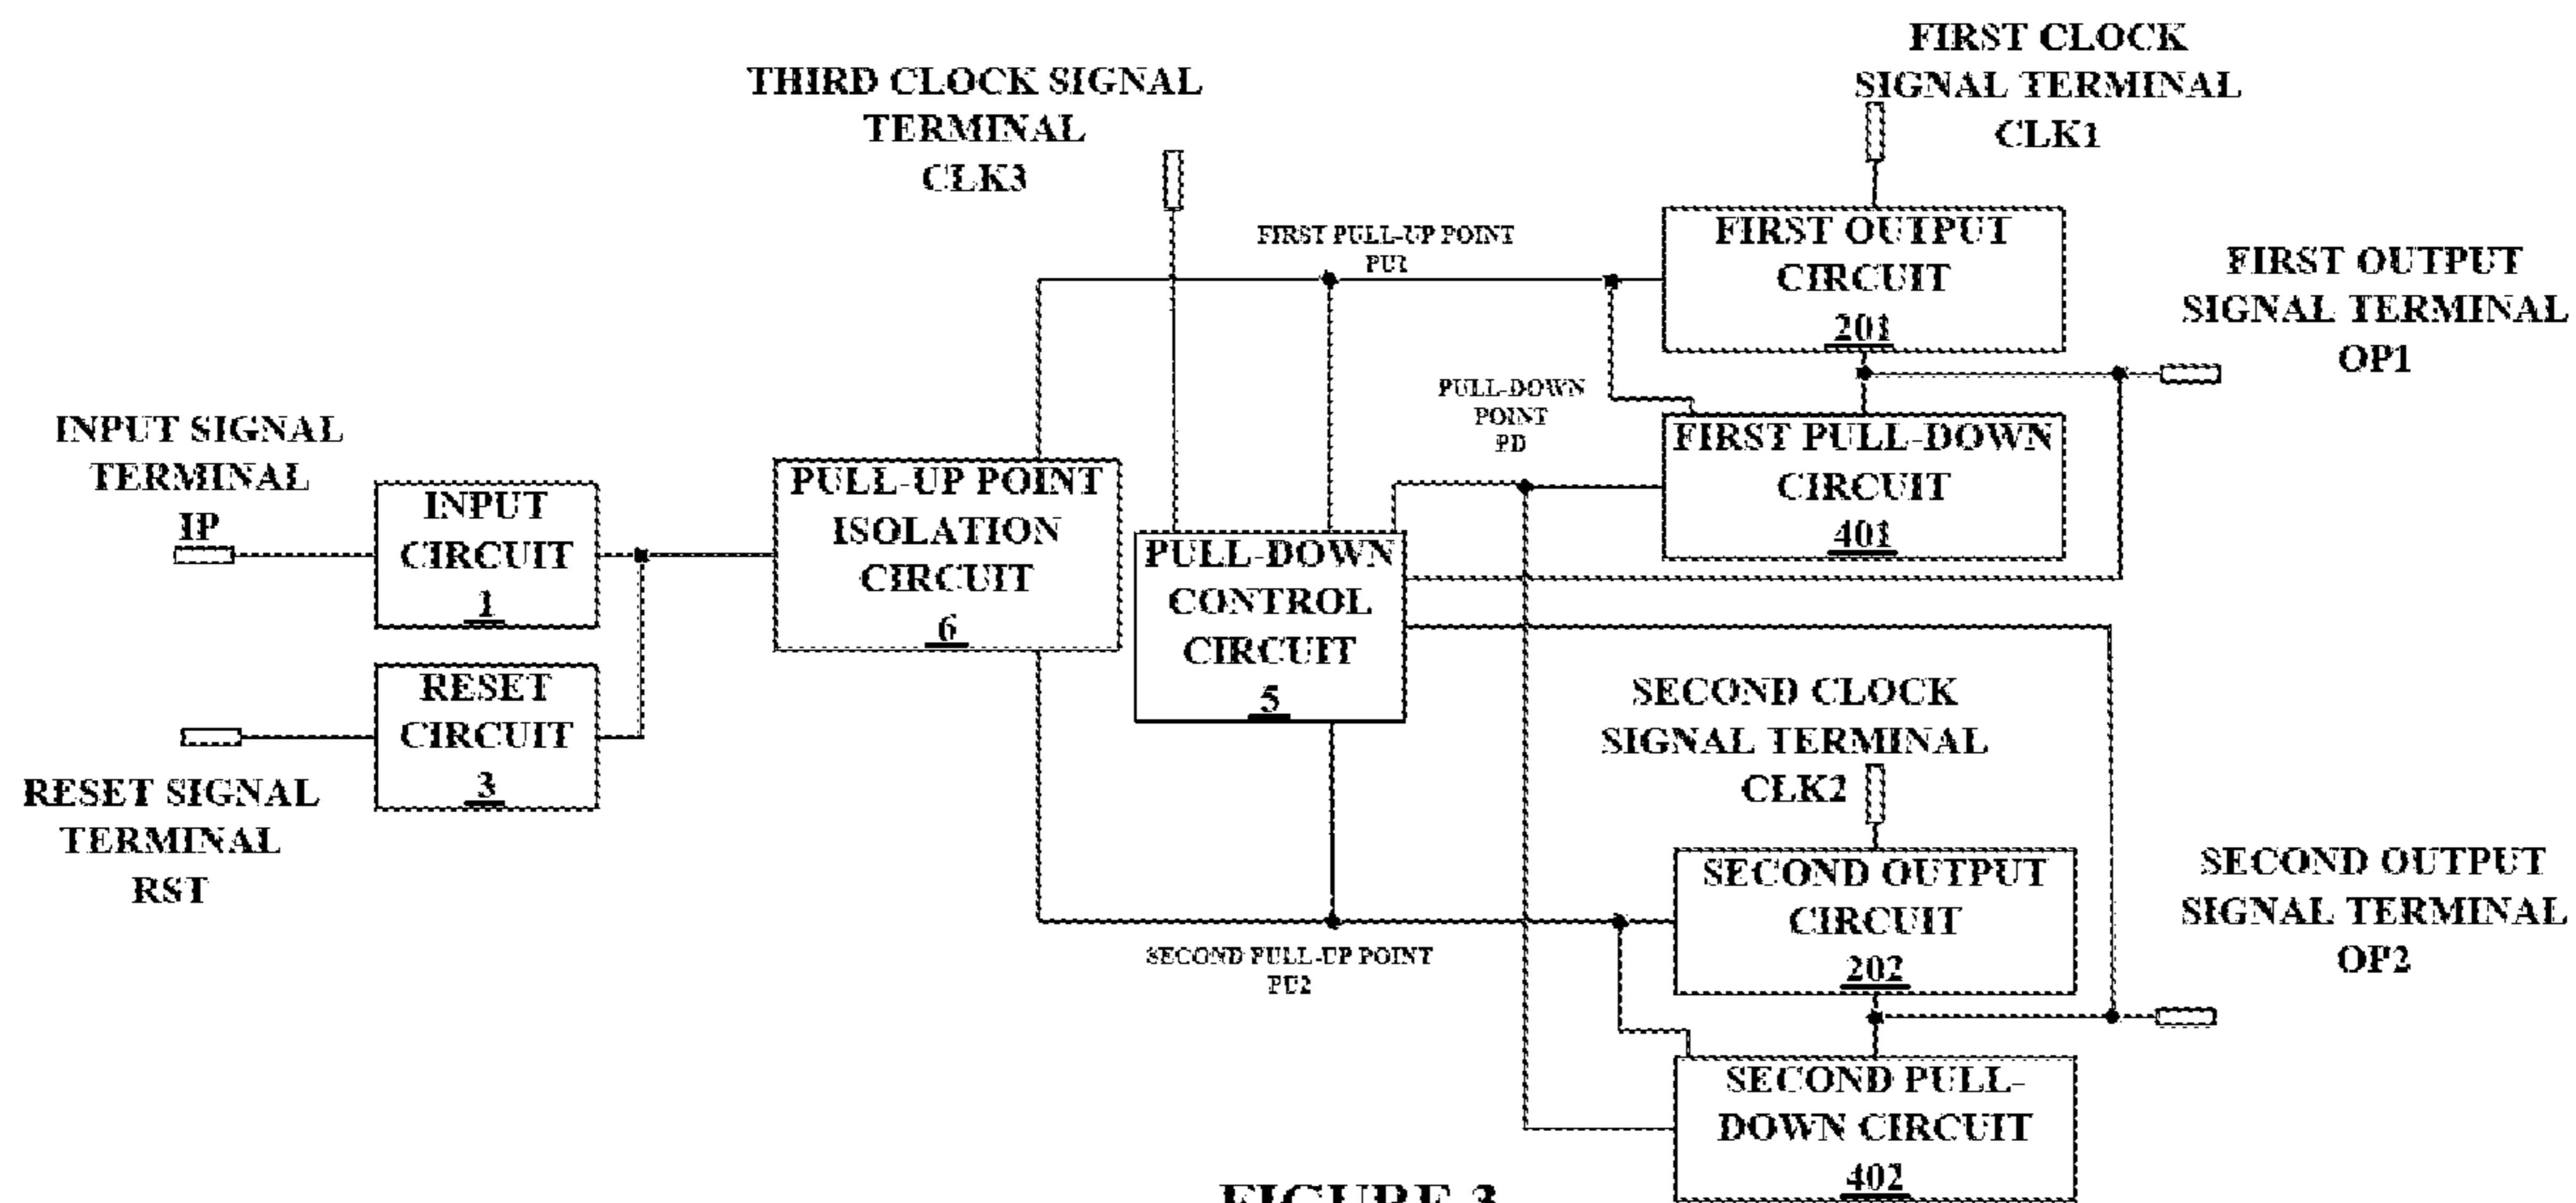 FIRST CLOCK
SIGNAL TERMINAL
CLK1
THIRD CLOCK SIGNAL
TERMINAL
CLK3
FIRST PULL-UP POINT
PU1
FIRST OUTPUT
CIRCUIT
201
FIRST OUTPUT
SIGNAL TERMINAL
OP1
PULL-DOWN
POINT
PD
INPUT SIGNAL
TERMINAL
IP
INPUT
CIRCUIT
1
PULL-UP POINT
ISOLATION
CIRCUIT
6
FIRST PULL-DOWN
CIRCUIT
401
PULL-DOWN
CONTROL
CIRCUIT
5
RESET
CIRCUIT
3
RESET SIGNAL
TERMINAL
RST
SECOND CLOCK
SIGNAL TERMINAL
CLK2
SECOND OUTPUT
CIRCUIT
202
SECOND OUTPUT
SIGNAL TERMINAL
OP2
SECOND PULL-UP POINT
PU2
SECOND PULL-
DOWN CIRCUIT
402
FIGURE 3